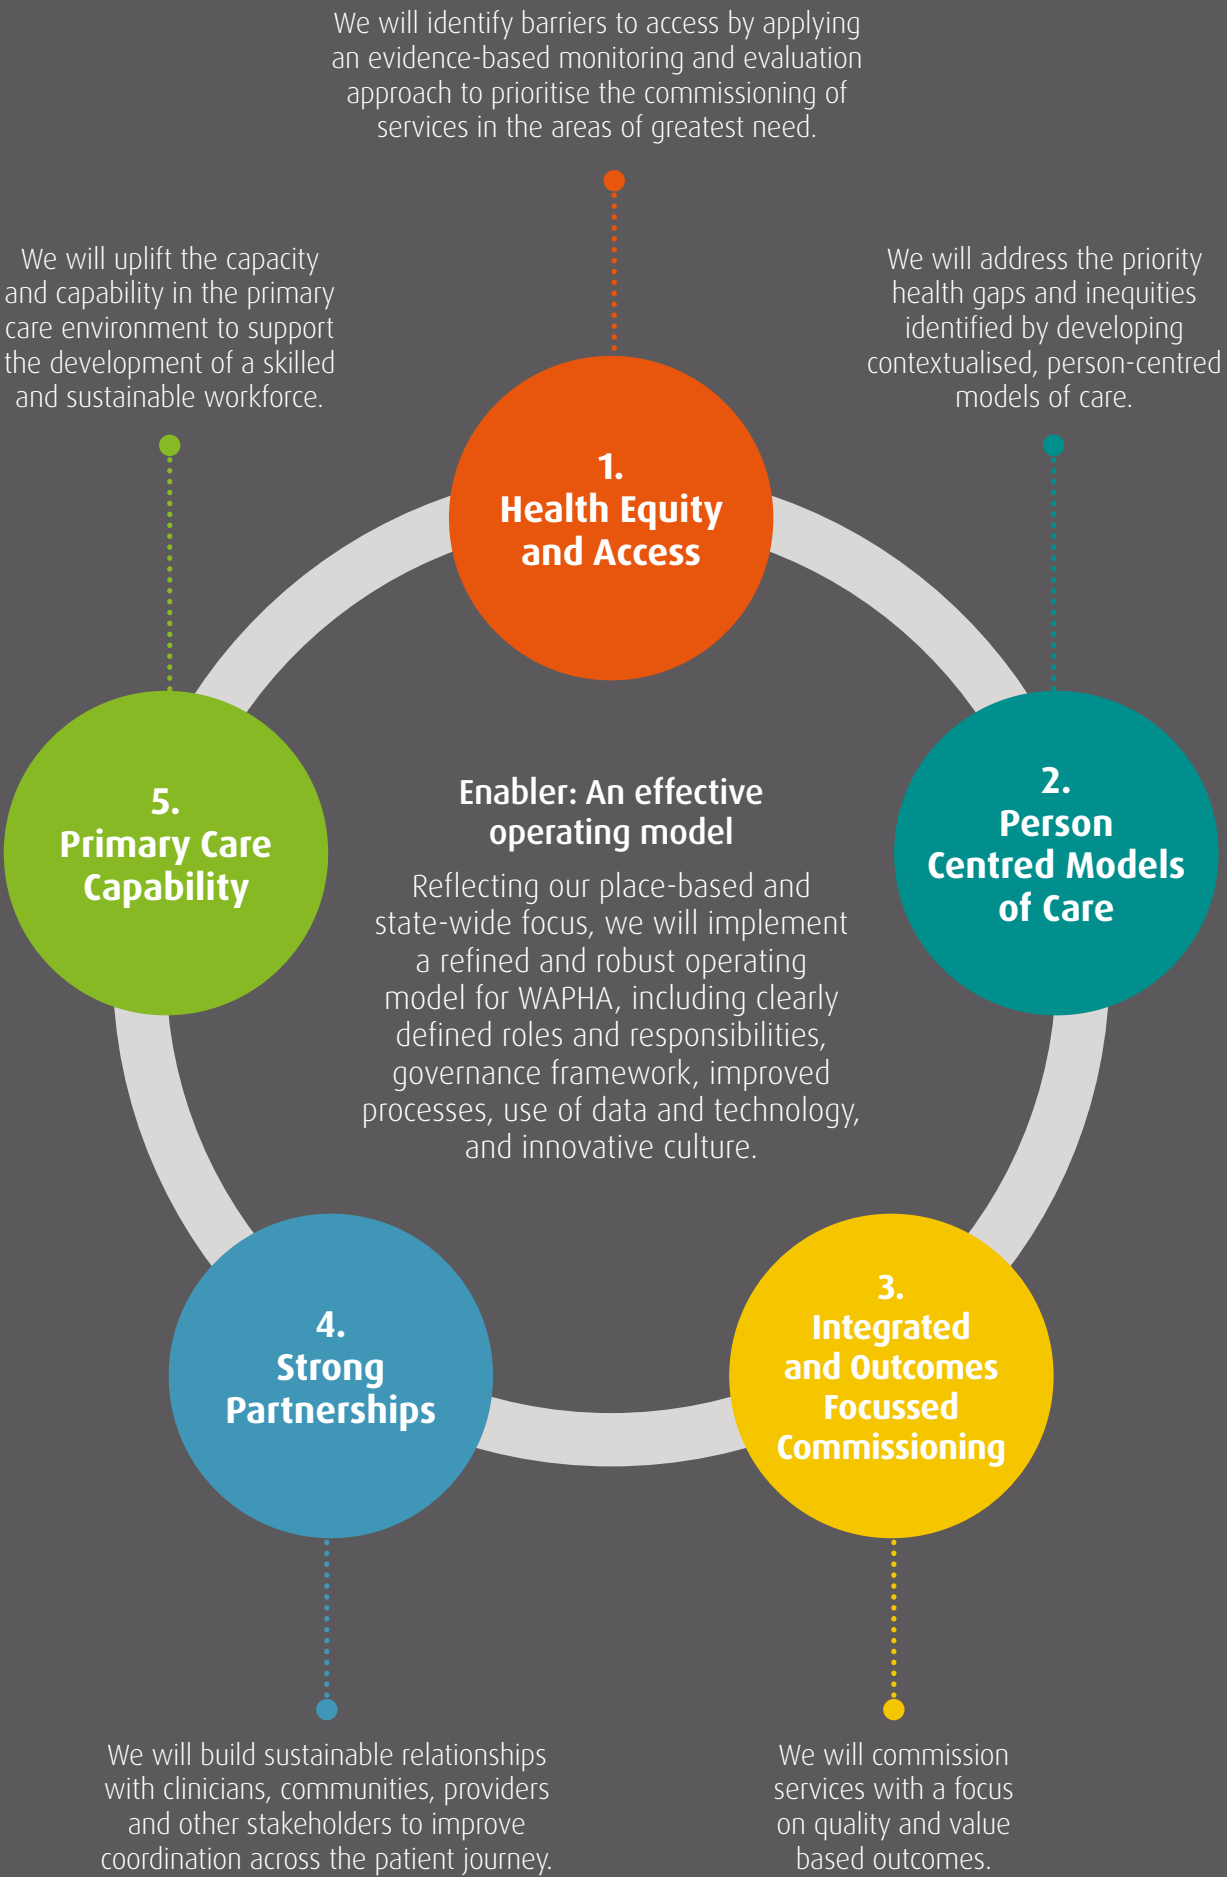 We will identify barriers to access by applying
an evidence-based monitoring and evaluation
approach to prioritise the commissioning of
services in the areas of greatest need.
We will uplift the capacity
and capability in the primary
care environment to support
the development of a skilled
and sustainable workforce.
We will address the priority
health gaps and inequities
identified by developing
contextualised, person-centred
models of care.
1.
Health Equity
and Access
5.
Primary Care
Capability
Enabler: An effective
operating model
Reflecting our place-based and
state-wide focus, we will implement
a refined and robust operating
model for WAPHA, including clearly
defined roles and responsibilities,
governance framework, improved
processes, use of data and technology,
and innovative culture.
2.
Person
Centred Models
of Care
4.
Strong
Partnerships
3.
Integrated
and Outcomes
Focussed
Commissioning
We will build sustainable relationships
with clinicians, communities, providers
and other stakeholders to improve
coordination across the patient journey.
We will commission
services with a focus
on quality and value
based outcomes.